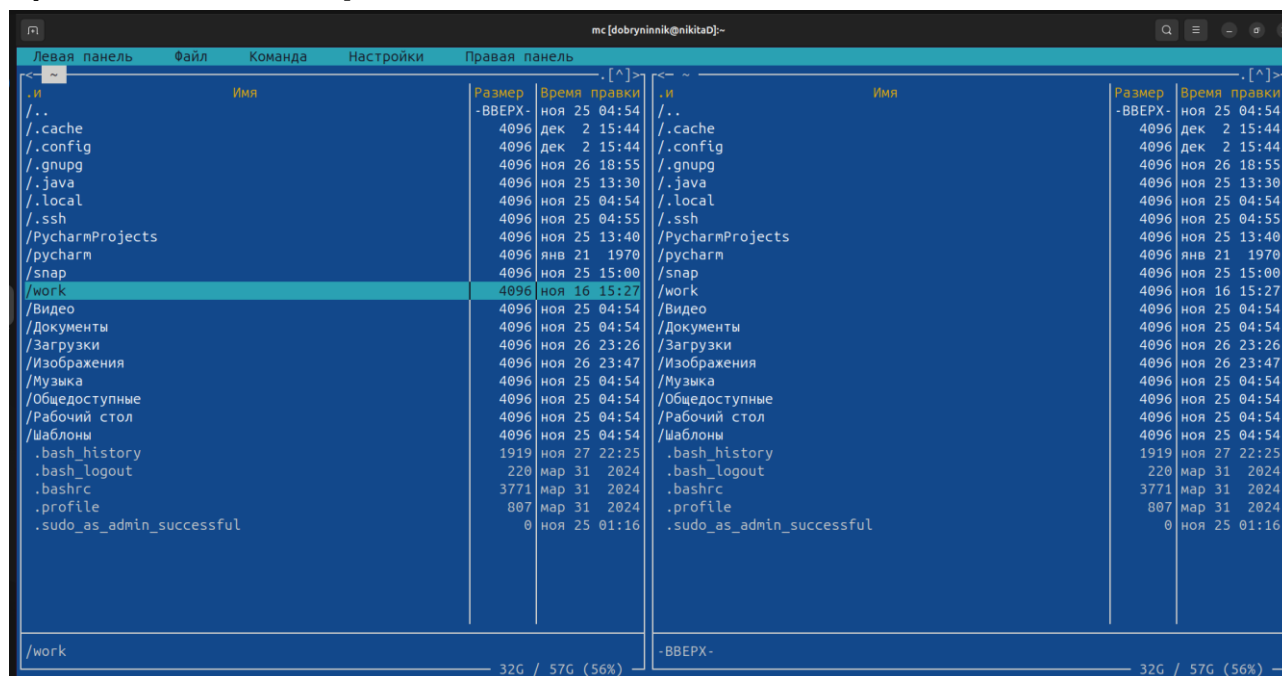 mc [dobryninnik@nikitaD]:~
Левая панель Файл Команда Настройки Правая панель
<— ~ .[^]> <— ~ .[^]>
.и Имя Размер Время правки .и Имя Размер Время правки
/.. -ВВЕРХ- ноя 25 04:54 /.. -ВВЕРХ- ноя 25 04:54
/.cache 4096 дек 2 15:44 /.cache 4096 дек 2 15:44
/.config 4096 дек 2 15:44 /.config 4096 дек 2 15:44
/.gnupg 4096 ноя 26 18:55 /.gnupg 4096 ноя 26 18:55
/.java 4096 ноя 25 13:30 /.java 4096 ноя 25 13:30
/.local 4096 ноя 25 04:54 /.local 4096 ноя 25 04:54
/.ssh 4096 ноя 25 04:55 /.ssh 4096 ноя 25 04:55
/PycharmProjects 4096 ноя 25 13:40 /PycharmProjects 4096 ноя 25 13:40
/pycharm 4096 янв 21 1970 /pycharm 4096 янв 21 1970
/snap 4096 ноя 25 15:00 /snap 4096 ноя 25 15:00
/work 4096 ноя 16 15:27 /work 4096 ноя 16 15:27
/Видео 4096 ноя 25 04:54 /Видео 4096 ноя 25 04:54
/Документы 4096 ноя 25 04:54 /Документы 4096 ноя 25 04:54
/Загрузки 4096 ноя 26 23:26 /Загрузки 4096 ноя 26 23:26
/Изображения 4096 ноя 26 23:47 /Изображения 4096 ноя 26 23:47
/Музыка 4096 ноя 25 04:54 /Музыка 4096 ноя 25 04:54
/Общедоступные 4096 ноя 25 04:54 /Общедоступные 4096 ноя 25 04:54
/Рабочий стол 4096 ноя 25 04:54 /Рабочий стол 4096 ноя 25 04:54
/Шаблоны 4096 ноя 25 04:54 /Шаблоны 4096 ноя 25 04:54
.bash_history 1919 ноя 27 22:25 .bash_history 1919 ноя 27 22:25
.bash_logout 220 мар 31 2024 .bash_logout 220 мар 31 2024
.bashrc 3771 мар 31 2024 .bashrc 3771 мар 31 2024
.profile 807 мар 31 2024 .profile 807 мар 31 2024
.sudo_as_admin_successful 0 ноя 25 01:16 .sudo_as_admin_successful 0 ноя 25 01:16
/work -ВВЕРХ-
32G / 57G (56%) 32G / 57G (56%)